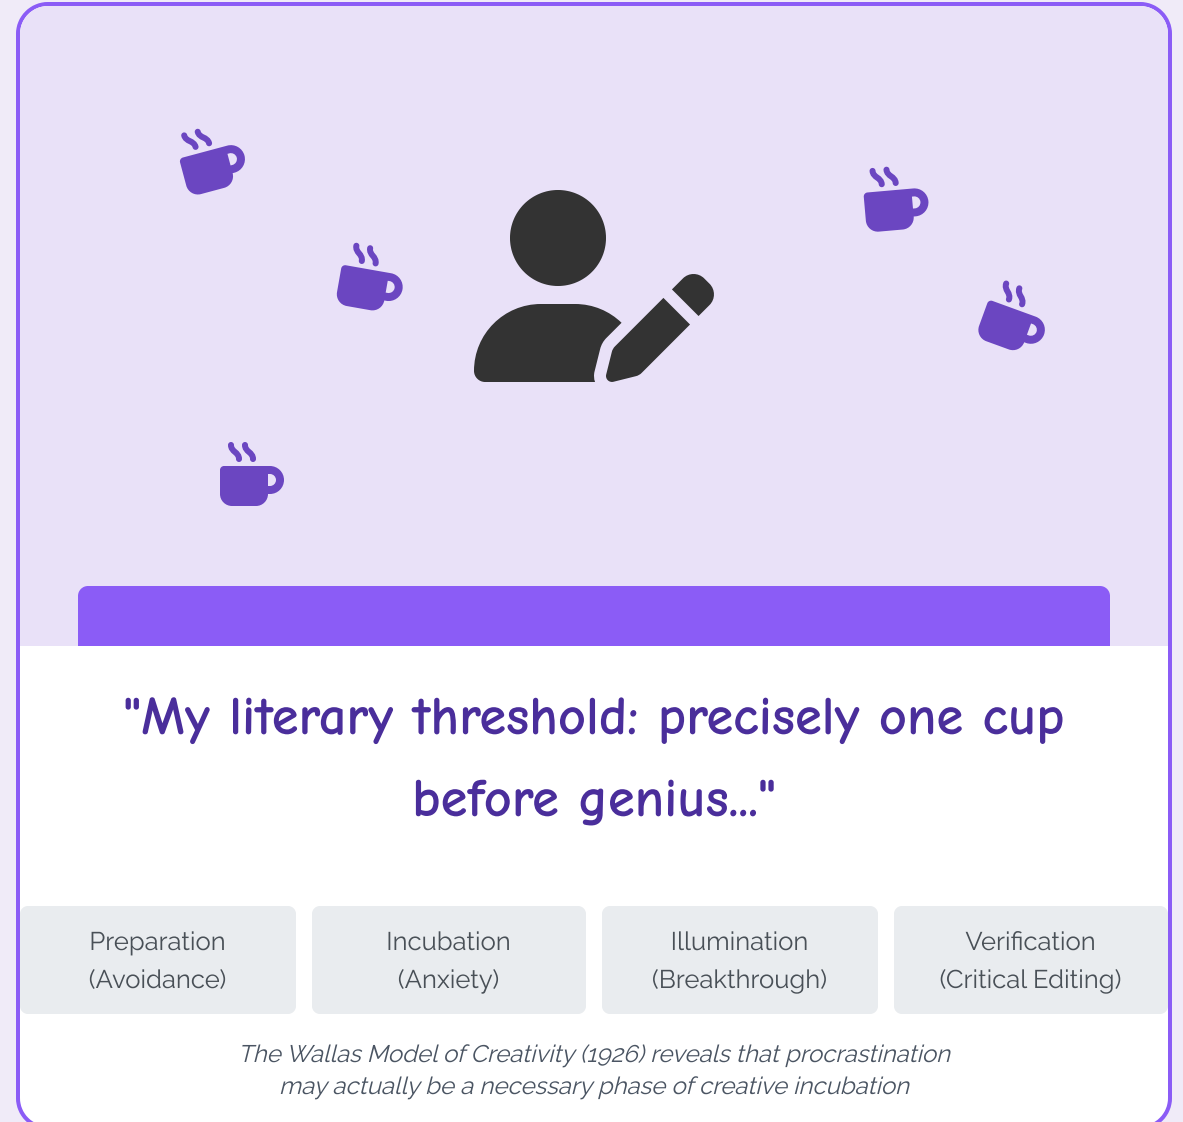 "My literary threshold: precisely one cup
before genius..."
Preparation
(Avoidance)
Incubation
(Anxiety)
Illumination
(Breakthrough)
Verification
(Critical Editing)
The Wallas Model of Creativity (1926) reveals that procrastination
may actually be a necessary phase of creative incubation